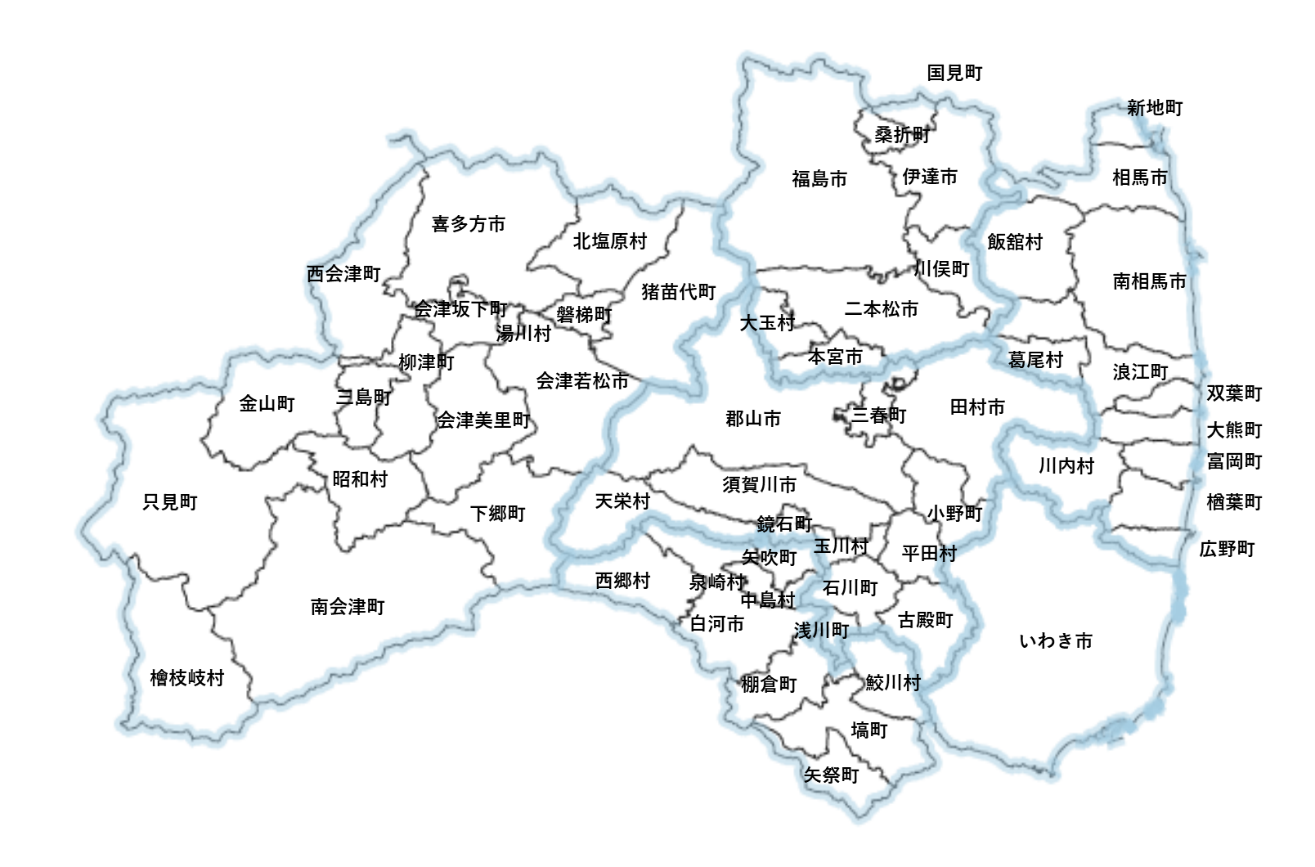 国見町
新地町
桑折町
福島市
伊達市
相馬市
喜多方市
北塩原村
飯舘村
西会津町
川俣町
南相馬市
猪苗代町
会津坂下町
磐梯町
二本松市
大玉村
湯川村
本宮市
葛尾村
柳津町
浪江町
会津若松市
双葉町
三島町
金山町
田村市
三春町
郡山市
会津美里町
大熊町
富岡町
川内村
昭和村
須賀川市
只見町
天栄村
楢葉町
下郷町
小野町
鏡石町
玉川村
広野町
平田村
矢吹町
西郷村
泉崎村
石川町
中島村
南会津町
古殿町
白河市
浅川町
いわき市
檜枝岐村
棚倉町
鮫川村
塙町
矢祭町